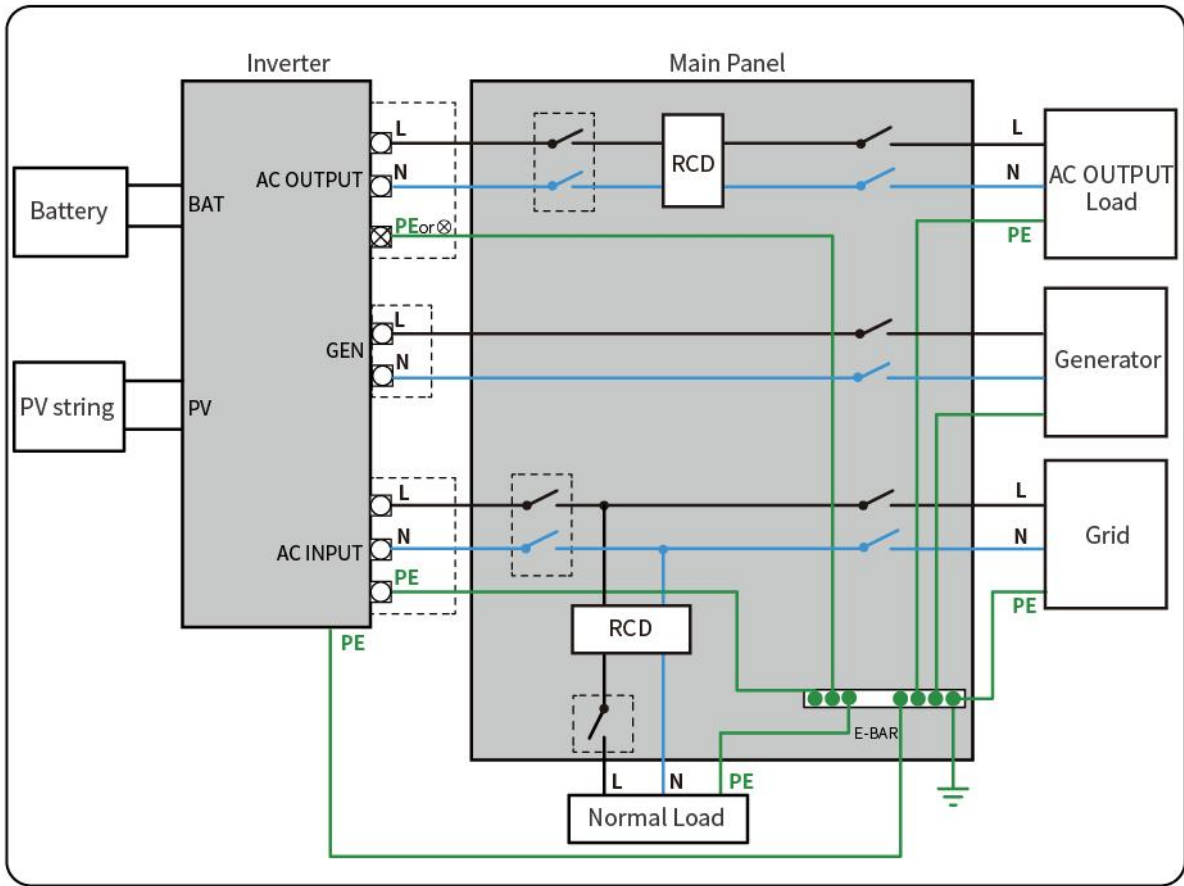 Inverter
Main Panel
L
L
RCD
N
AC OUTPUT
N
AC OUTPUT
Load
Battery
BAT
PEor⊗
PE
L
GEN
N
Generator
PV string
PV
L
L
N
AC INPUT
N
Grid
PE
PE
RCD
PE
E-BAR
L
N
PE
Normal Load